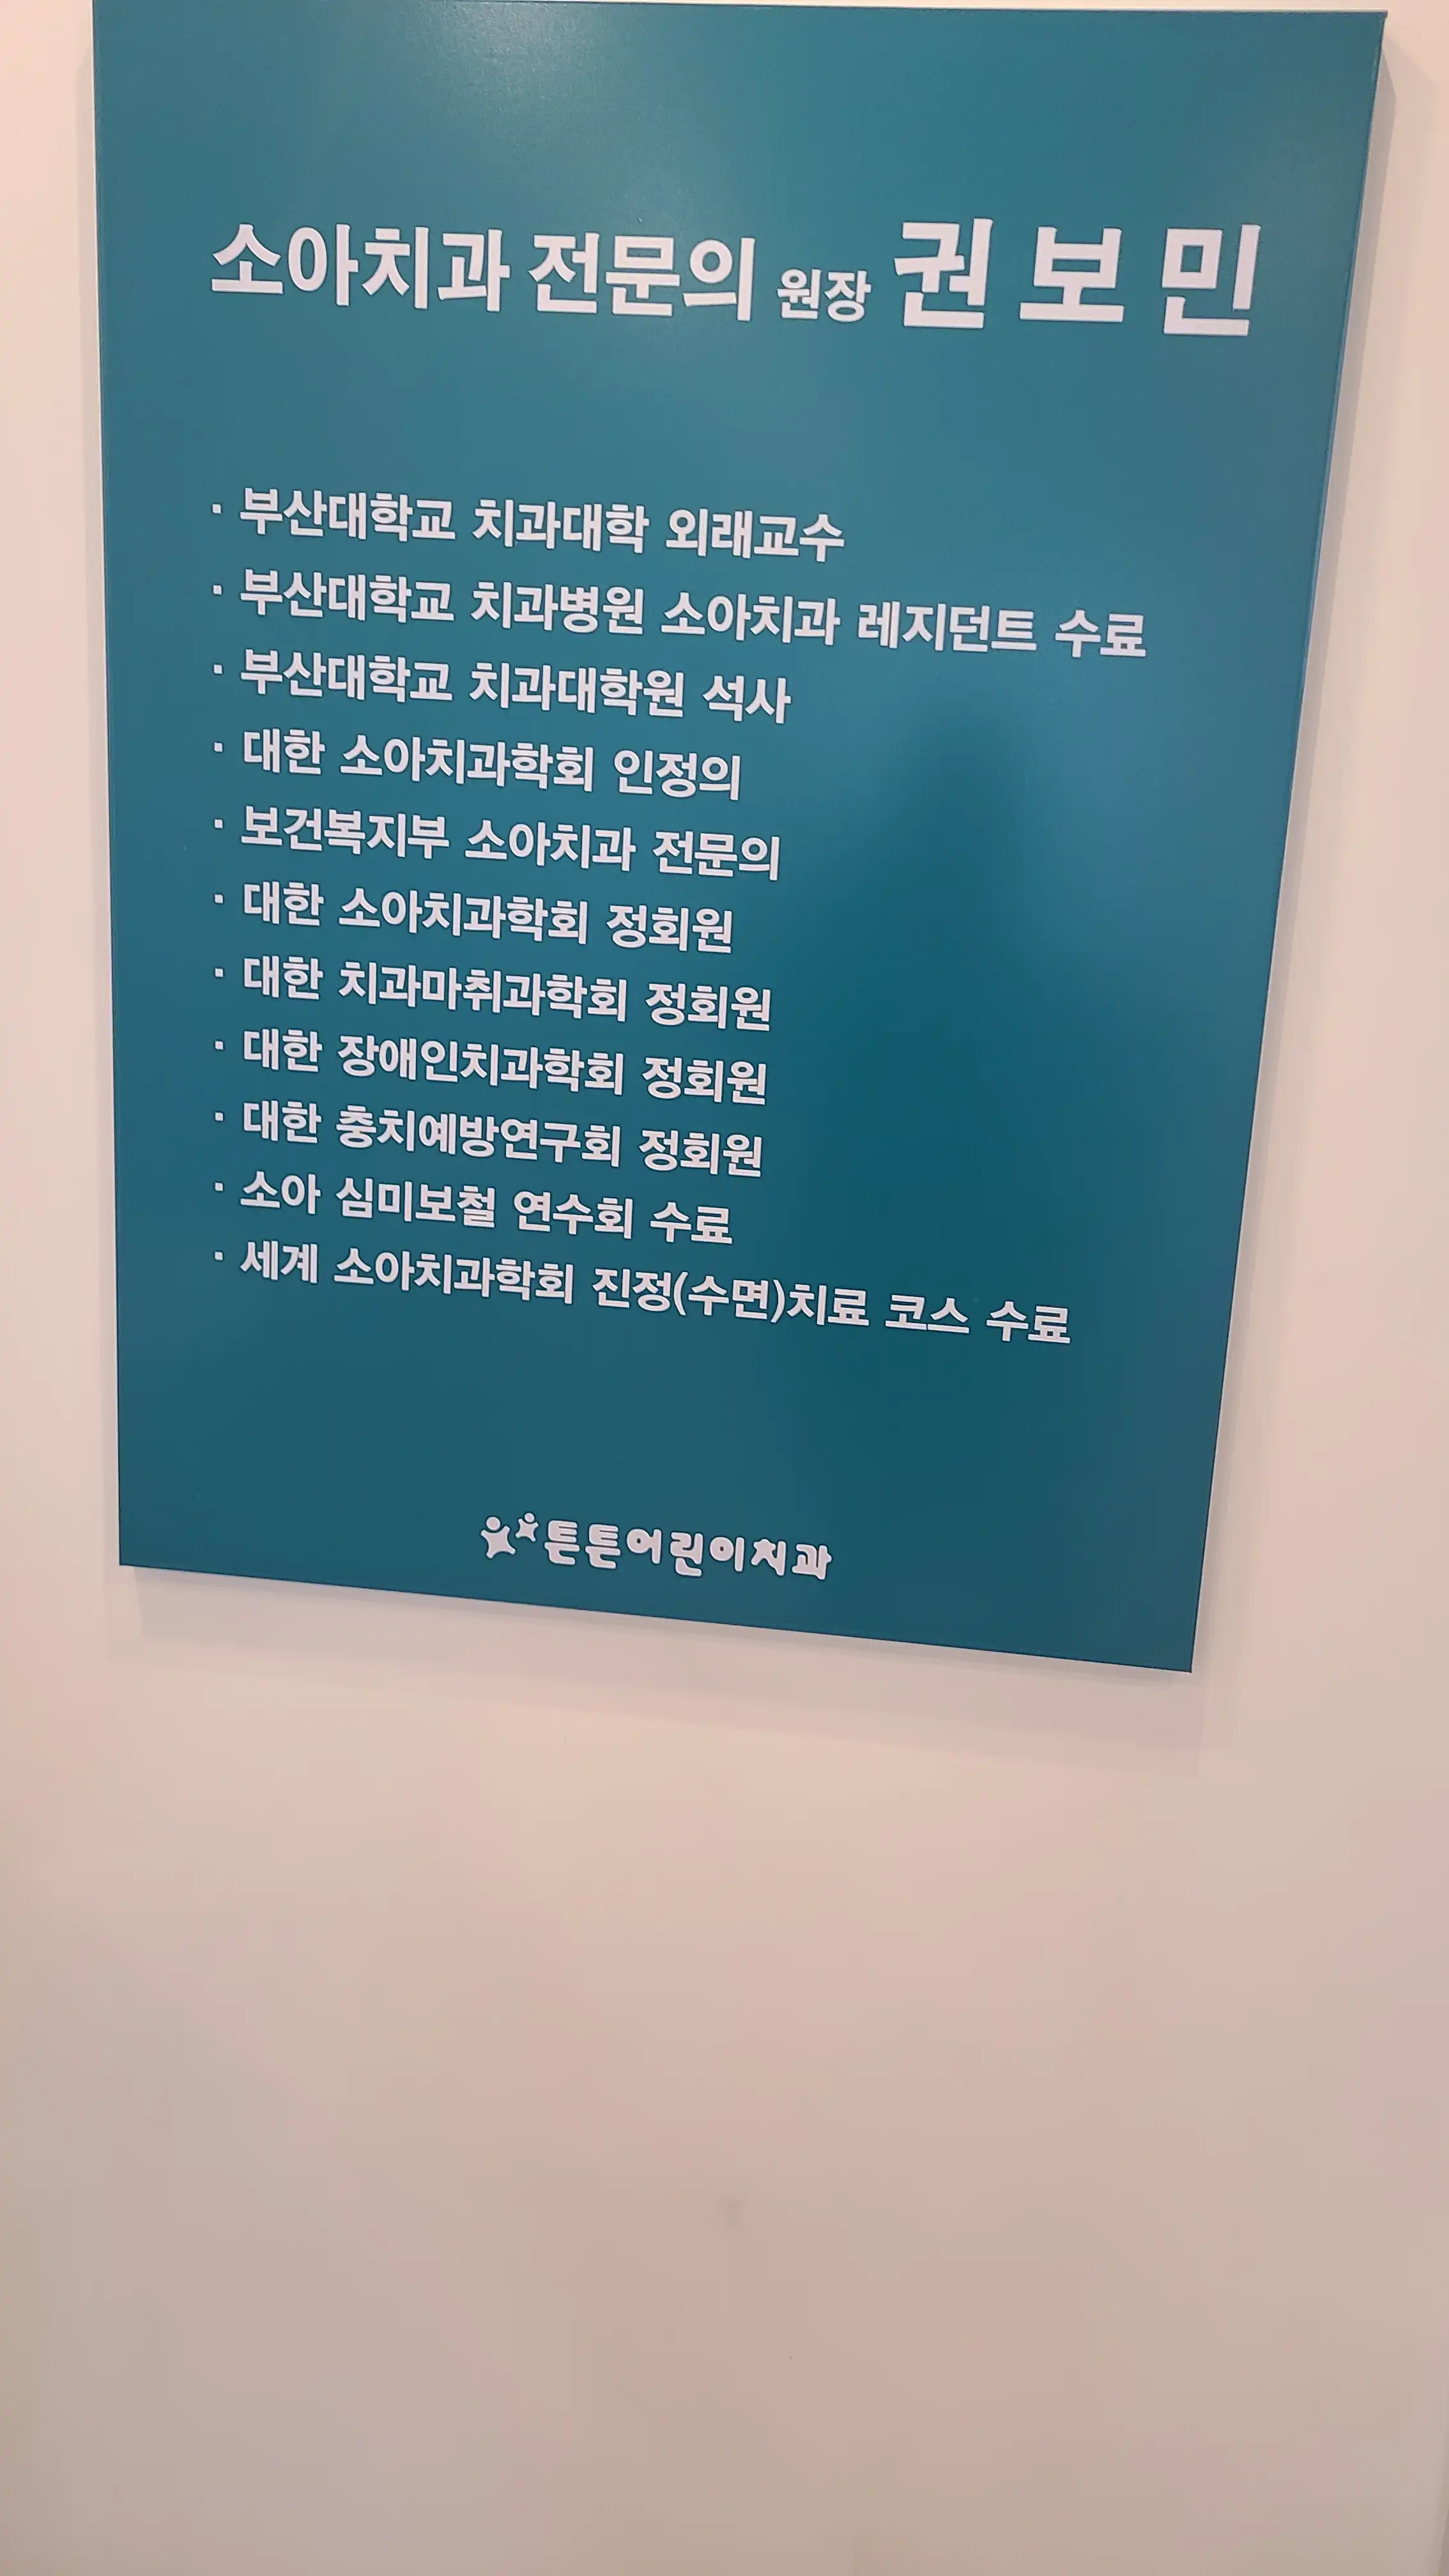 소아치과 전문의 원장 권보민
· 부산대학교 치과대학 외래교수
· 부산대학교 치과병원 소아치과 레지던트 수료
· 부산대학교 치과대학원 석사
· 대한 소아치과학회 인정의
· 보건복지부 소아치과 전문의
· 대한 소아치과학회 정회원
· 대한 치과마취과학회 정회원
· 대한 장애인치과학회 정회원
· 대한 충치예방연구회 정회원
· 소아 심미보철 연수회 수료
· 세계 소아치과학회 진정(수면)치료 코스 수료
튼튼어린이치과